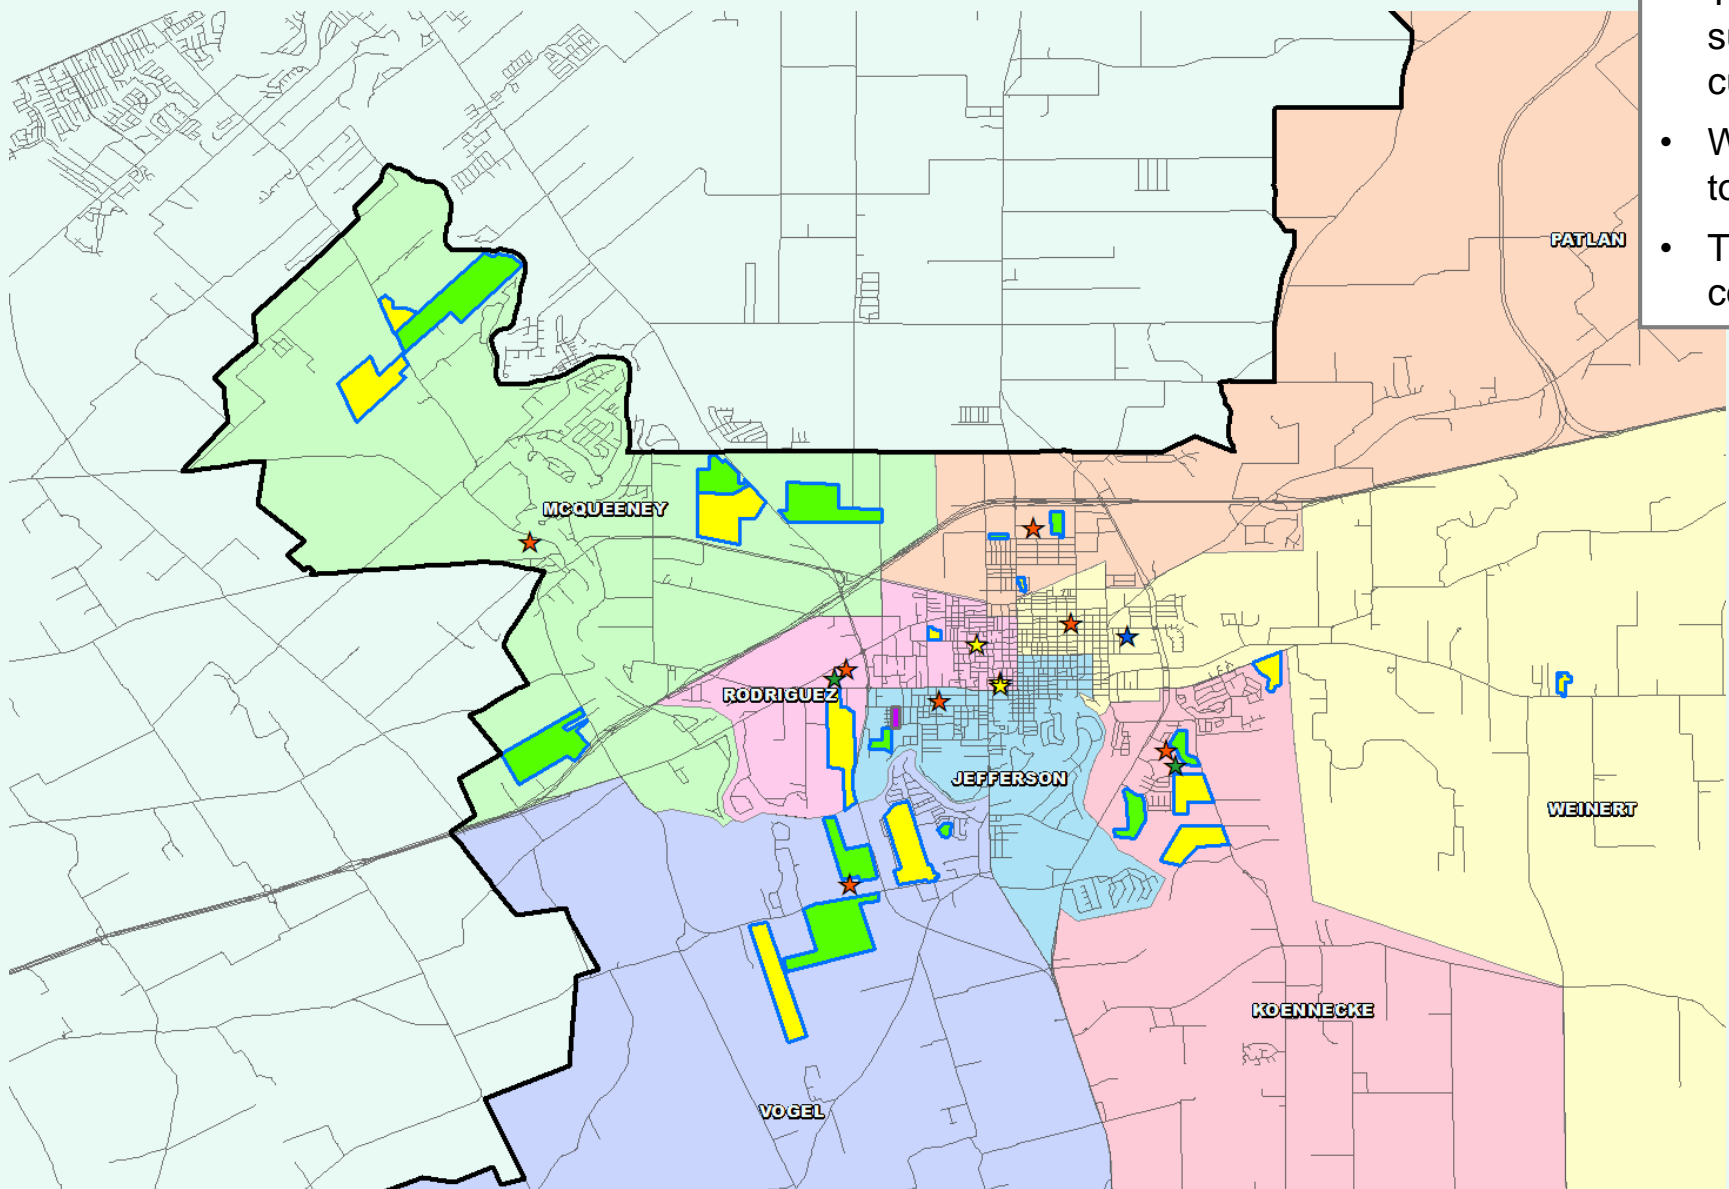 PATLAN
MCQUEENEY
RODRIGUEZ
JEFFERSON
WEINERT
KOENNECKE
VOGEL
•
•